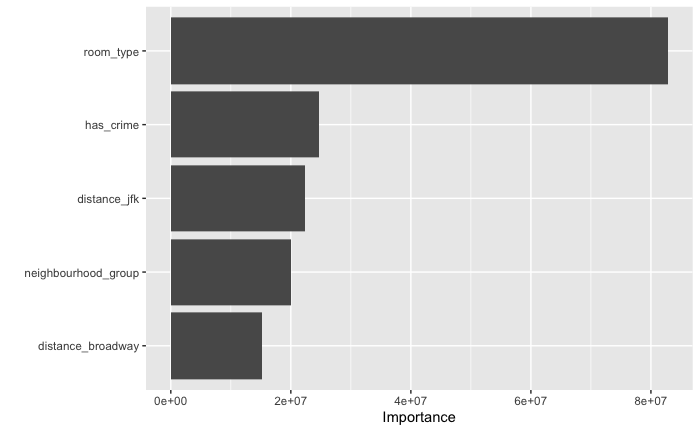 room_type
has_crime
distance_jfk
neighbourhood_group
distance_broadway
0e+00 2e+07 4e+07 6e+07 8e+07
Importance